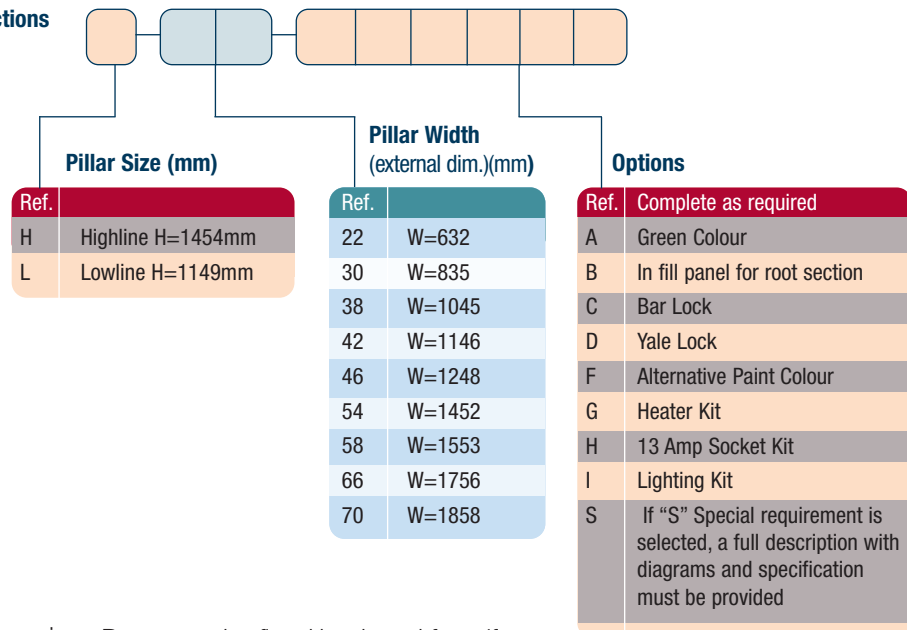 ctions
Pillar Size (mm)
Ref.
H Highline H=1454mm
L Lowline H=1149mm
Pillar Width
(external dim.)(mm)
Ref.
22 W=632
30 W=835
38 W=1045
42 W=1146
46 W=1248
54 W=1452
58 W=1553
66 W=1756
70 W=1858
Options
Ref. Complete as required
A Green Colour
B In fill panel for root section
C Bar Lock
D Yale Lock
F Alternative Paint Colour
G Heater Kit
H 13 Amp Socket Kit
I Lighting Kit
S If “S” Special requirement is
selected, a full description with
diagrams and specification
must be provided